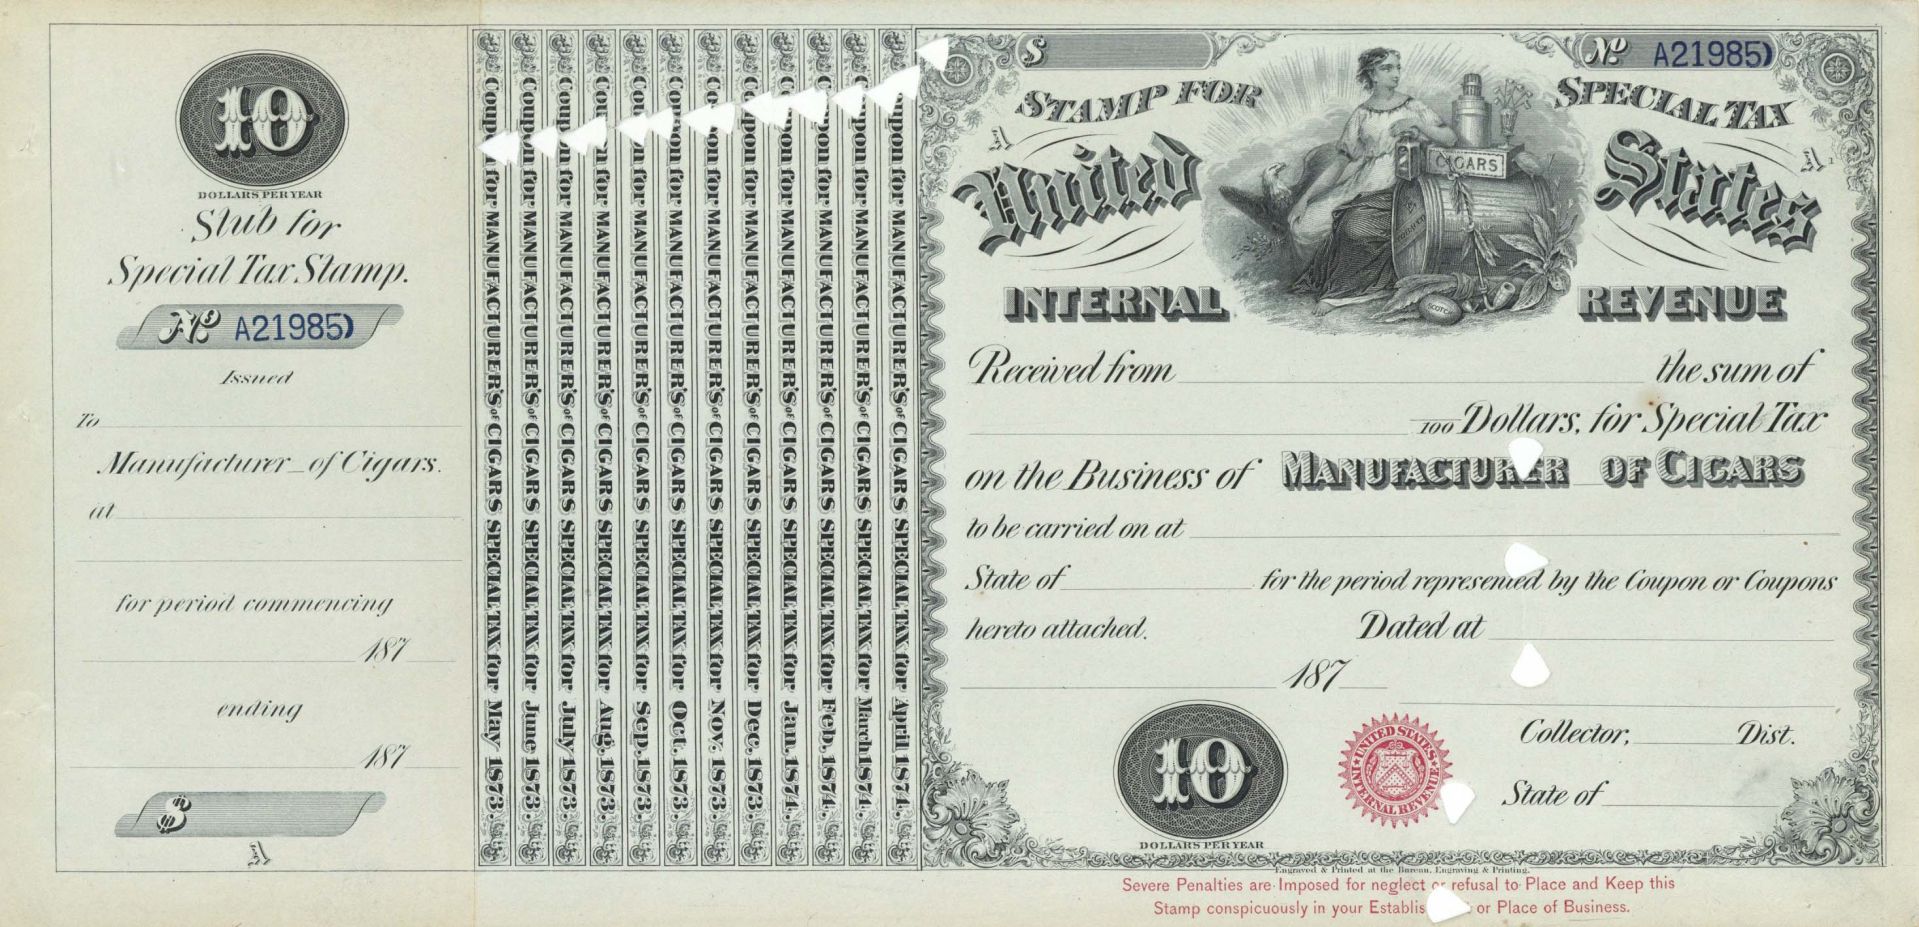 10
DOLLARS PER YEAR
Stub for
Special Tax Stamp.
No A21985)
Issued
To
Manufacturer of Cigars.
at
for period commencing
187
ending
187
$
A
Coupon for MANUFACTURER'S OF CIGARS SPECIAL TAX for May 1873.
Coupon for MANUFACTURER'S OF CIGARS SPECIAL TAX for June 1873.
Coupon for MANUFACTURER'S OF CIGARS SPECIAL TAX for July 1873.
Coupon for MANUFACTURER'S OF CIGARS SPECIAL TAX for Aug. 1873.
Coupon for MANUFACTURER'S OF CIGARS SPECIAL TAX for Sep. 1873.
Coupon for MANUFACTURER'S OF CIGARS SPECIAL TAX for Oct. 1873.
Coupon for MANUFACTURER'S OF CIGARS SPECIAL TAX for Nov. 1873.
Coupon for MANUFACTURER'S OF CIGARS SPECIAL TAX for Dec. 1873.
Coupon for MANUFACTURER'S OF CIGARS SPECIAL TAX for Jan. 1874.
Coupon for MANUFACTURER'S OF CIGARS SPECIAL TAX for Feb. 1874.
Coupon for MANUFACTURER'S OF CIGARS SPECIAL TAX for March 1874.
Coupon for MANUFACTURER'S OF CIGARS SPECIAL TAX for April 1874.
$ No A21985)
STAMP FOR SPECIAL TAX
A A 1
CIGARS
United States
SCOTCH
INTERNAL REVENUE
Received from the sum of
100 Dollars, for Special Tax
on the Business of MANUFACTURER OF CIGARS
to be carried on at
State of for the period represented by the Coupon or Coupons
hereto attached. Dated at
187
10
DOLLARS PER YEAR
UNITED STATES INTERNAL REVENUE
Collector, Dist.
State of
Engraved & Printed at the Bureau, Engraving & Printing.
Severe Penalties are Imposed for neglect or refusal to Place and Keep this
Stamp conspicuously in your Establis or Place of Business.